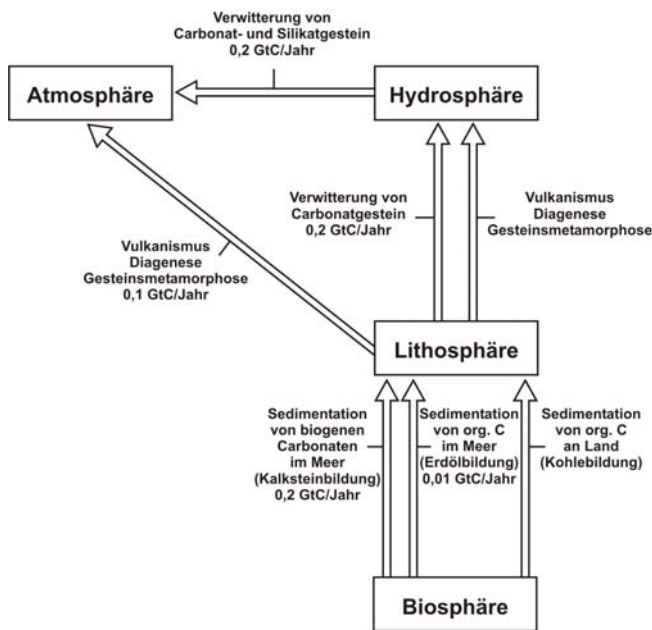 Verwitterung von
Carbonat- und Silikatgestein
0,2 GtC/Jahr
Atmosphäre
Hydrosphäre
Verwitterung von
Carbonatgestein
0,2 GtC/Jahr
Vulkanismus
Diagenese
Gesteinsmetamorphose
Vulkanismus
Diagenese
Gesteinsmetamorphose
0,1 GtC/Jahr
Lithosphäre
Sedimentation
von biogenen
Carbonaten
im Meer
(Kalksteinbildung)
0,2 GtC/Jahr
Sedimentation
von org. C
im Meer
(Erdölbildung)
0,01 GtC/Jahr
Sedimentation
von org. C
an Land
(Kohlebildung)
Biosphäre